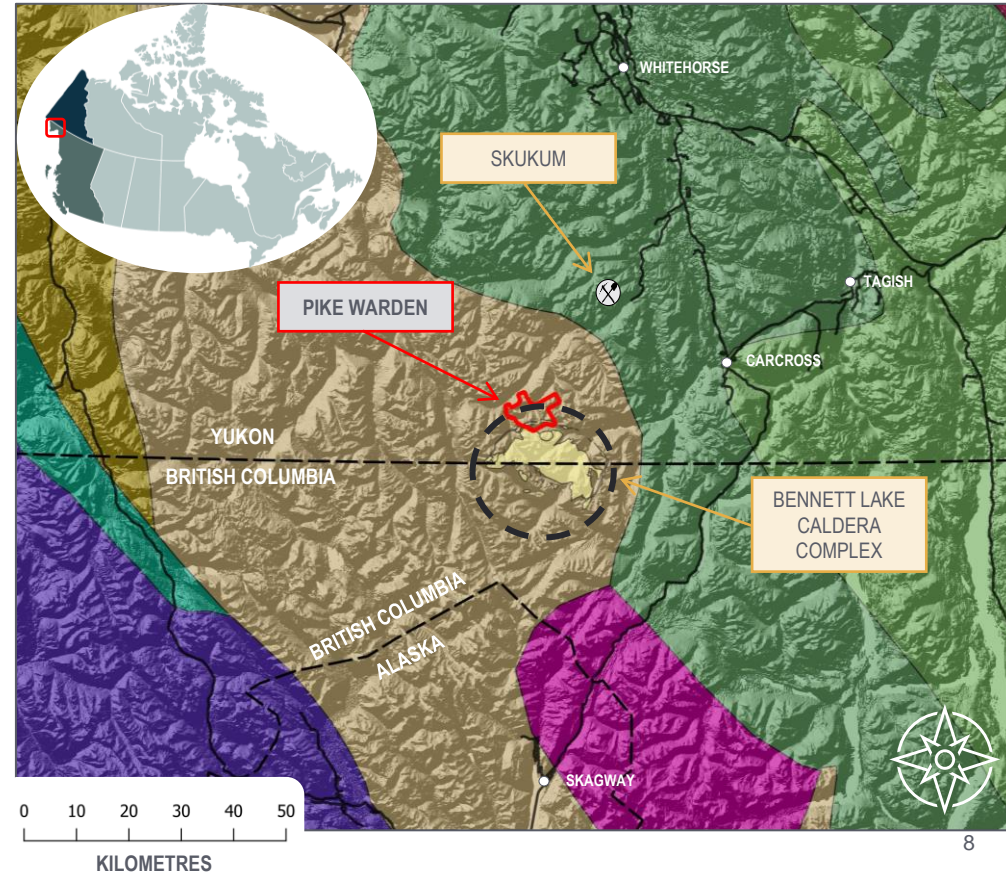 WHITEHORSE
SKUKUM
TAGISH
PIKE WARDEN
CARCROSS
YUKON
BRITISH COLUMBIA
BENNETT LAKE
CALDERA
COMPLEX
BRITISH COLUMBIA
ALASKA
SKAGWAY
0 10 20 30 40 50
KILOMETRES
8